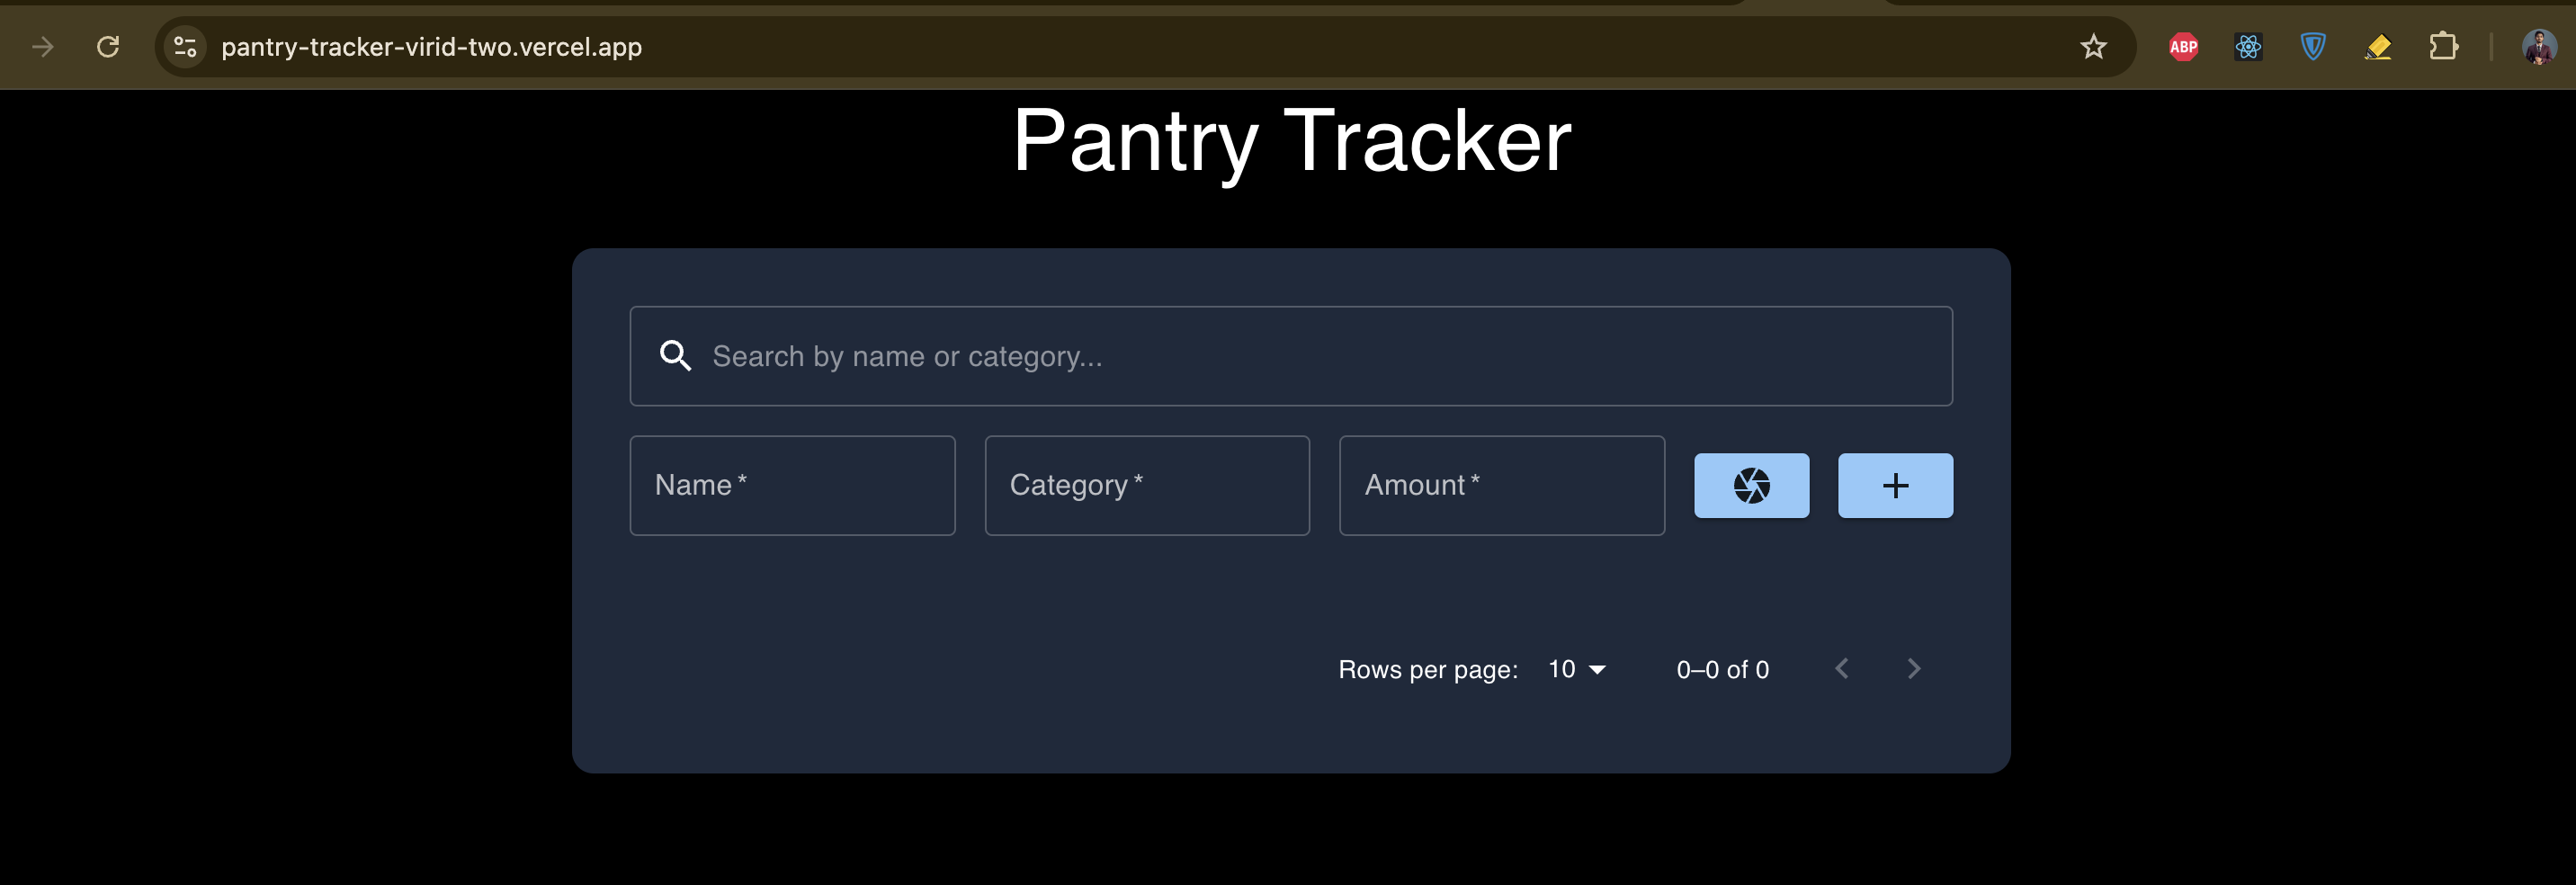 pantry-tracker-virid-two.vercel.app
ABP
Pantry Tracker
Search by name or category...
Name *
Category *
Amount *
Rows per page: 10 0–0 of 0